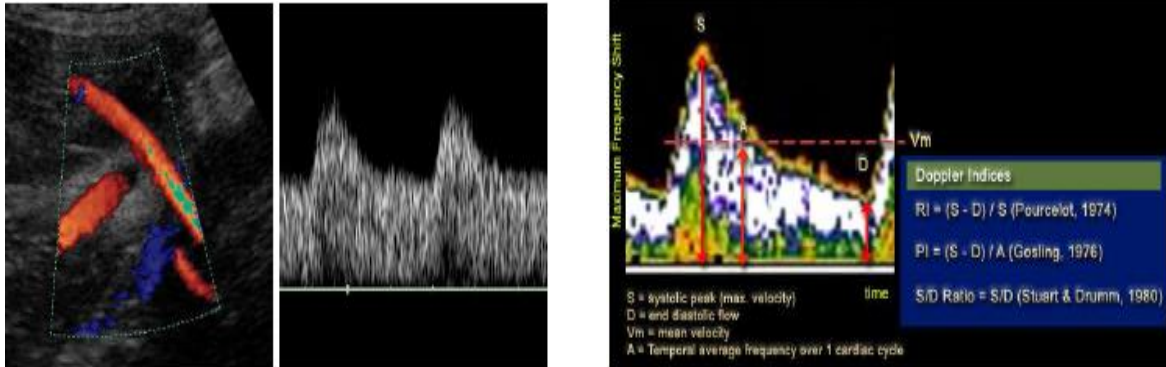 Maximum Frequency Shift
S
A
D
Vm
time
S = systolic peak (max. velocity)
D = end diastolic flow
Vm = mean velocity
A = Temporal average frequency over 1 cardiac cycle
Doppler Indices
RI = (S - D) / S (Pourcelot, 1974)
PI = (S - D) / A (Gosling, 1976)
S/D Ratio = S/D (Stuart & Drumm, 1980)